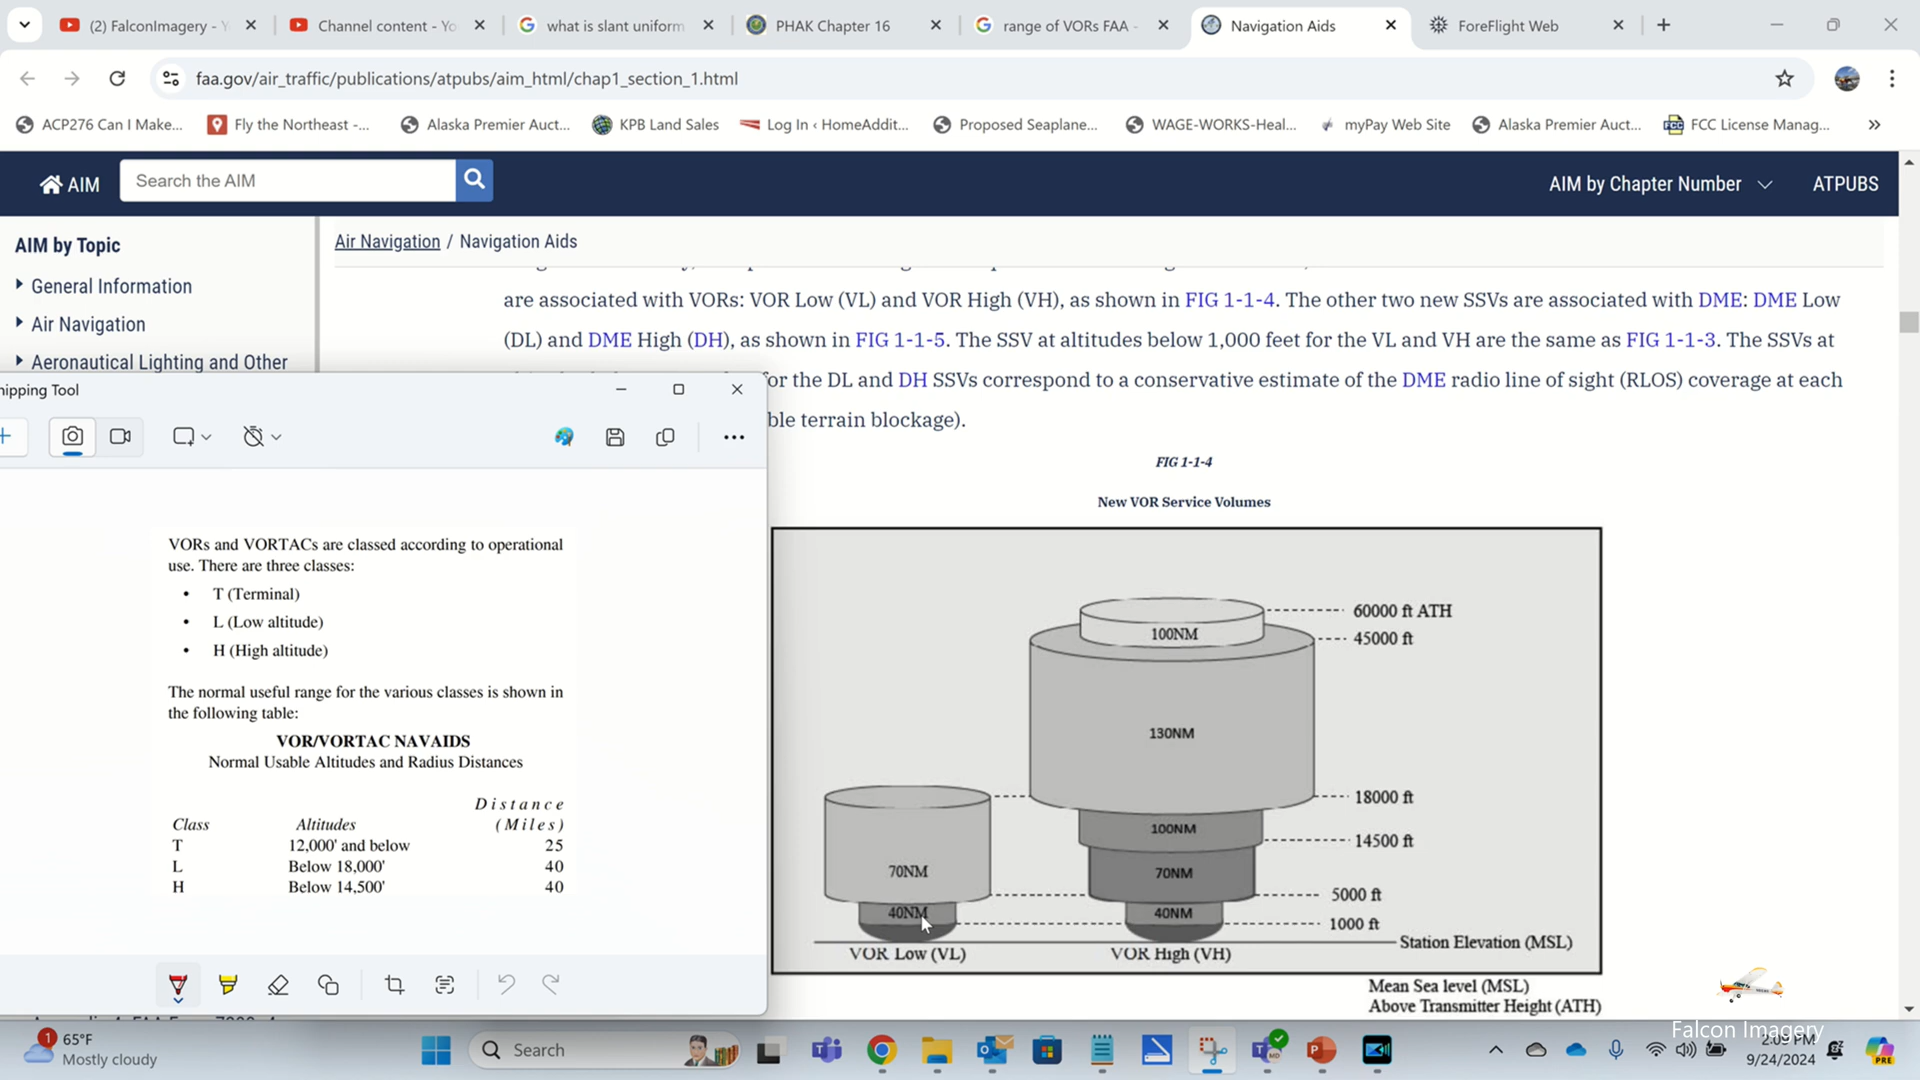 (2) FalconImagery - Y
Channel content - Yo
what is slant uniform
PHAK Chapter 16
range of VORs FAA -
Navigation Aids
ForeFlight Web
faa.gov/air_traffic/publications/atpubs/aim_html/chap1_section_1.html
ACP276 Can I Make...
Fly the Northeast -...
Alaska Premier Auct...
KPB Land Sales
Log In ‹ HomeAddit...
Proposed Seaplane...
WAGE-WORKS-Heal...
myPay Web Site
Alaska Premier Auct...
FCC License Manag...
AIM
Search the AIM
AIM by Chapter Number
ATPUBS
AIM by Topic
General Information
Air Navigation
Aeronautical Lighting and Other
Air Navigation / Navigation Aids
are associated with VORs: VOR Low (VL) and VOR High (VH), as shown in FIG 1-1-4. The other two new SSVs are associated with DME: DME Low
(DL) and DME High (DH), as shown in FIG 1-1-5. The SSV at altitudes below 1,000 feet for the VL and VH are the same as FIG 1-1-3. The SSVs at
for the DL and DH SSVs correspond to a conservative estimate of the DME radio line of sight (RLOS) coverage at each
ble terrain blockage).
FIG 1-1-4
New VOR Service Volumes
100NM
60000 ft ATH
45000 ft
130NM
18000 ft
100NM
14500 ft
70NM
70NM
5000 ft
40NM
40NM
1000 ft
Station Elevation (MSL)
VOR Low (VL)
VOR High (VH)
Mean Sea level (MSL)
Above Transmitter Height (ATH)
nipping Tool
VORs and VORTACs are classed according to operational
use. There are three classes:
• T (Terminal)
• L (Low altitude)
• H (High altitude)
The normal useful range for the various classes is shown in
the following table:
VOR/VORTAC NAVAIDS
Normal Usable Altitudes and Radius Distances
Distance
Class Altitudes (Miles)
T 12,000' and below 25
L Below 18,000' 40
H Below 14,500' 40
Falcon Imagery
1
65°F
Mostly cloudy
Search
2:09 PM
9/24/2024
PRE